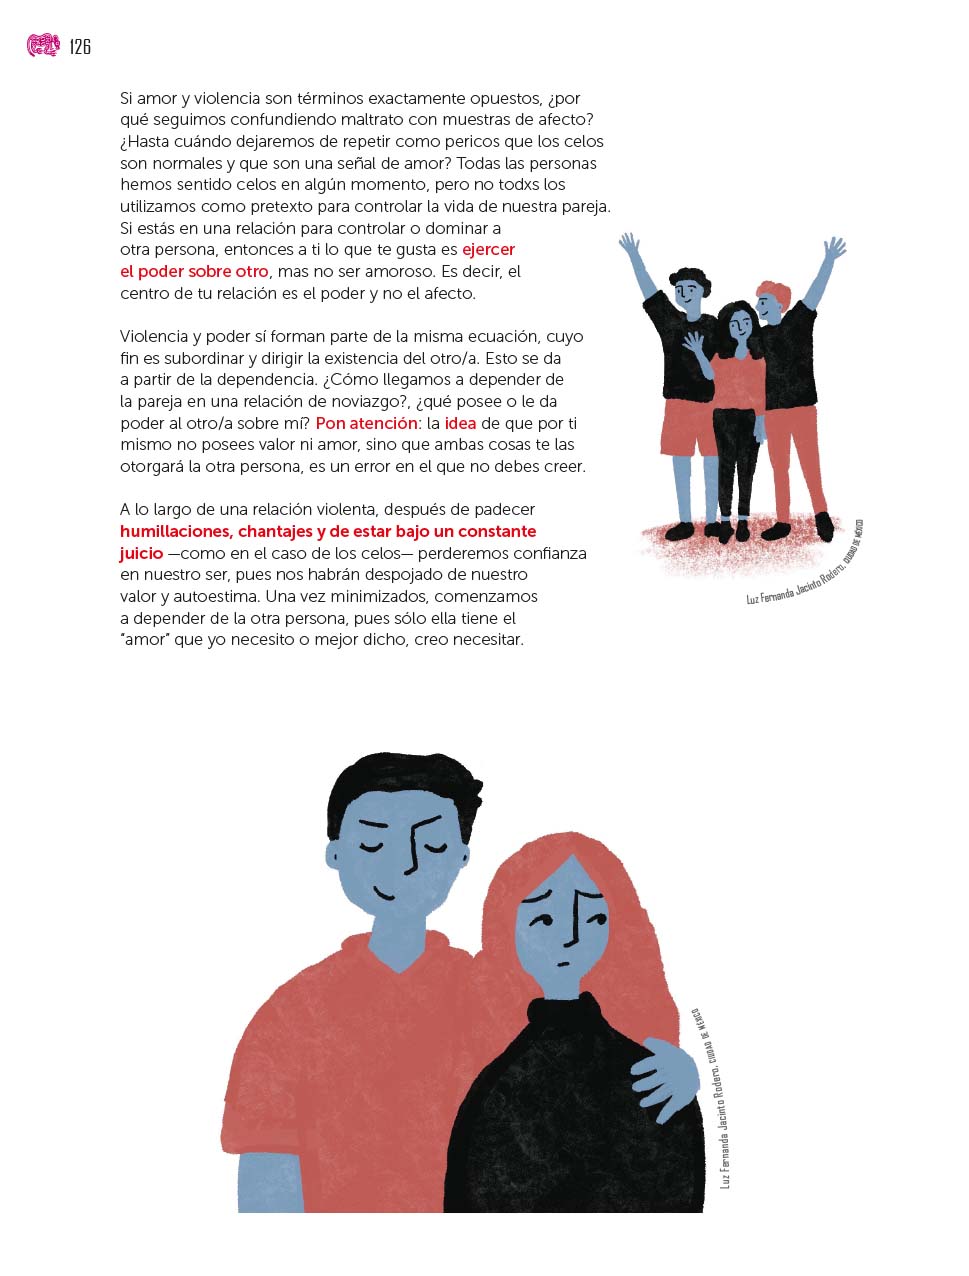 126
Si amor y violencia son términos exactamente opuestos, ¿por
qué seguimos confundiendo maltrato con muestras de afecto?
¿Hasta cuándo dejaremos de repetir como pericos que los celos
son normales y que son una señal de amor? Todas las personas
hemos sentido celos en algún momento, pero no todxs los
utilizamos como pretexto para controlar la vida de nuestra pareja.
Si estás en una relación para controlar o dominar a
otra persona, entonces a ti lo que te gusta es ejercer
el poder sobre otro, mas no ser amoroso. Es decir, el
centro de tu relación es el poder y no el afecto.
Violencia y poder sí forman parte de la misma ecuación, cuyo
fin es subordinar y dirigir la existencia del otro/a. Esto se da
a partir de la dependencia. ¿Cómo llegamos a depender de
la pareja en una relación de noviazgo?, ¿qué posee o le da
poder al otro/a sobre mí? Pon atención: la idea de que por ti
mismo no posees valor ni amor, sino que ambas cosas te las
otorgará la otra persona, es un error en el que no debes creer.
A lo largo de una relación violenta, después de padecer
humillaciones, chantajes y de estar bajo un constante
juicio —como en el caso de los celos— perderemos confianza
en nuestro ser, pues nos habrán despojado de nuestro
valor y autoestima. Una vez minimizados, comenzamos
a depender de la otra persona, pues sólo ella tiene el
“amor” que yo necesito o mejor dicho, creo necesitar.
Luz Fernanda Jacinto Rodero, CIUDAD DE MÉXICO
Luz Fernanda Jacinto Rodero, CIUDAD DE MÉXICO